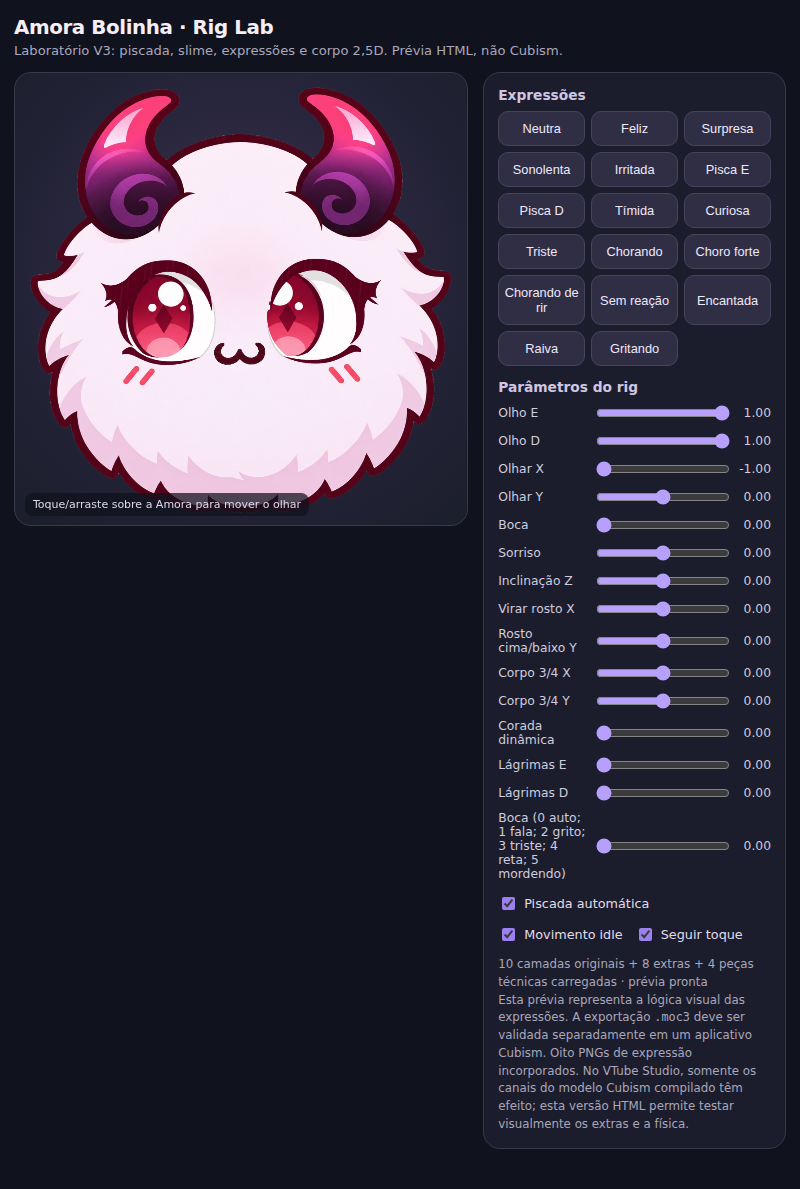 Amora Bolinha · Rig Lab
Laboratório V3: piscada, slime, expressões e corpo 2,5D. Prévia HTML, não Cubism.
Toque/arraste sobre a Amora para mover o olhar
Expressões
Neutra
Feliz
Surpresa
Sonolenta
Irritada
Pisca E
Pisca D
Tímida
Curiosa
Triste
Chorando
Choro forte
Chorando de
rir
Sem reação
Encantada
Raiva
Gritando
Parâmetros do rig
Olho E 1.00
Olho D 1.00
Olhar X -1.00
Olhar Y 0.00
Boca 0.00
Sorriso 0.00
Inclinação Z 0.00
Virar rosto X 0.00
Rosto
cima/baixo Y 0.00
Corpo 3/4 X 0.00
Corpo 3/4 Y 0.00
Corada
dinâmica 0.00
Lágrimas E 0.00
Lágrimas D 0.00
Boca (0 auto;
1 fala; 2 grito;
3 triste; 4 0.00
reta; 5
mordendo)
Piscada automática
Movimento idle Seguir toque
10 camadas originais + 8 extras + 4 peças
técnicas carregadas · prévia pronta
Esta prévia representa a lógica visual das
expressões. A exportação .moc3 deve ser
validada separadamente em um aplicativo
Cubism. Oito PNGs de expressão
incorporados. No VTube Studio, somente os
canais do modelo Cubism compilado têm
efeito; esta versão HTML permite testar
visualmente os extras e a física.